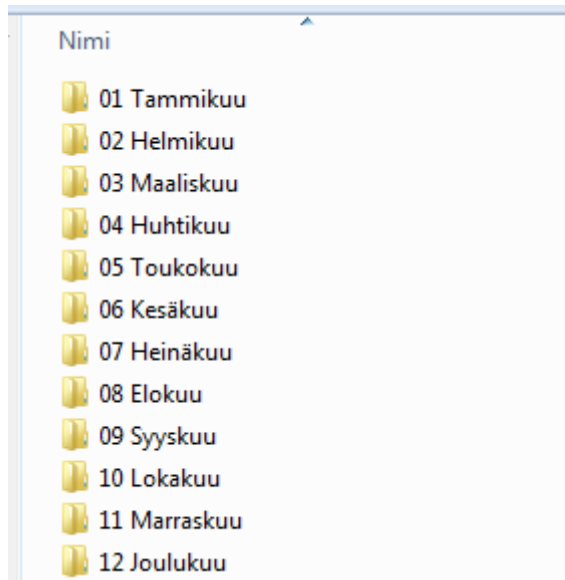 Nimi
01 Tammikuu
02 Helmikuu
03 Maaliskuu
04 Huhtikuu
05 Toukokuu
06 Kesäkuu
07 Heinäkuu
08 Elokuu
09 Syyskuu
10 Lokakuu
11 Marraskuu
12 Joulukuu